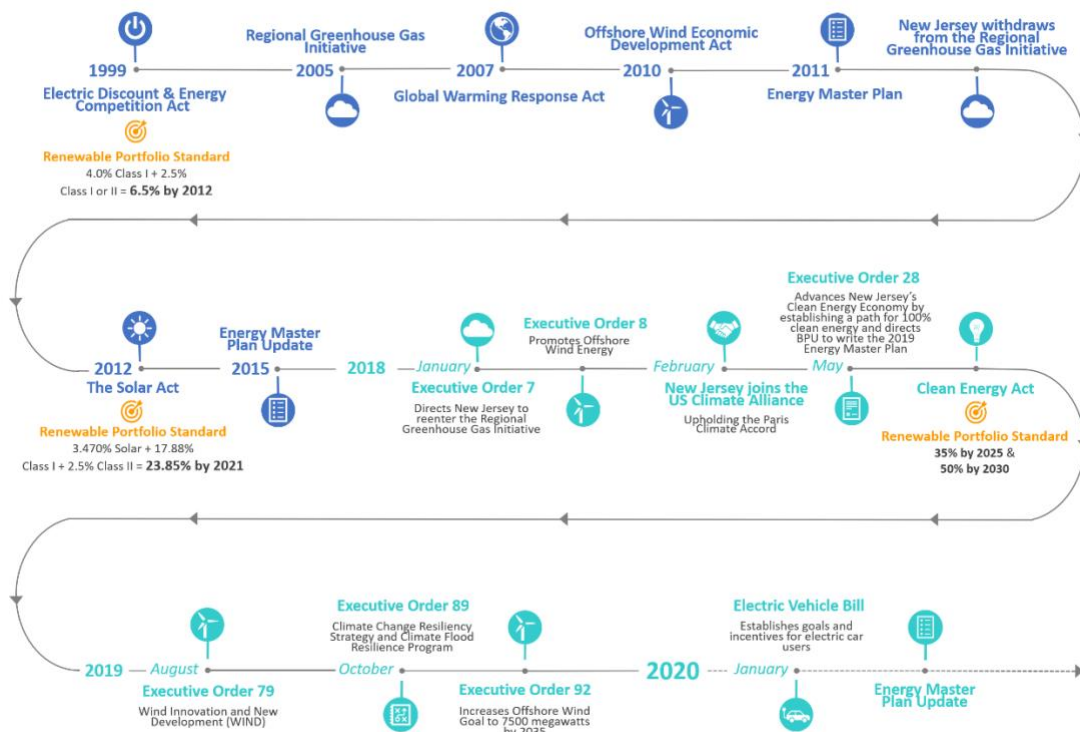 1999
Electric Discount & Energy
Competition Act
Renewable Portfolio Standard
4.0% Class I + 2.5%
Class I or II = 6.5% by 2012
Regional Greenhouse Gas
Initiative
2005
2007
Global Warming Response Act
Offshore Wind Economic
Development Act
2010
2011
Energy Master Plan
New Jersey withdraws
from the Regional
Greenhouse Gas Initiative
2012
The Solar Act
Renewable Portfolio Standard
3.470% Solar + 17.88%
Class I + 2.5% Class II = 23.85% by 2021
Energy Master
Plan Update
2015
2018
January
Executive Order 7
Directs New Jersey to
reenter the Regional
Greenhouse Gas Initiative
Executive Order 8
Promotes Offshore
Wind Energy
February
New Jersey joins the
US Climate Alliance
Upholding the Paris
Climate Accord
Executive Order 28
Advances New Jersey's
Clean Energy Economy by
establishing a path for 100%
clean energy and directs
BPU to write the 2019
Energy Master Plan
May
Clean Energy Act
Renewable Portfolio Standard
35% by 2025 &
50% by 2030
2019
August
Executive Order 79
Wind Innovation and New
Development (WIND)
Executive Order 89
Climate Change Resiliency
Strategy and Climate Flood
Resilience Program
October
Executive Order 92
Increases Offshore Wind
Goal to 7500 megawatts
by 2035
2020
Electric Vehicle Bill
Establishes goals and
incentives for electric car
users
January
Energy Master
Plan Update